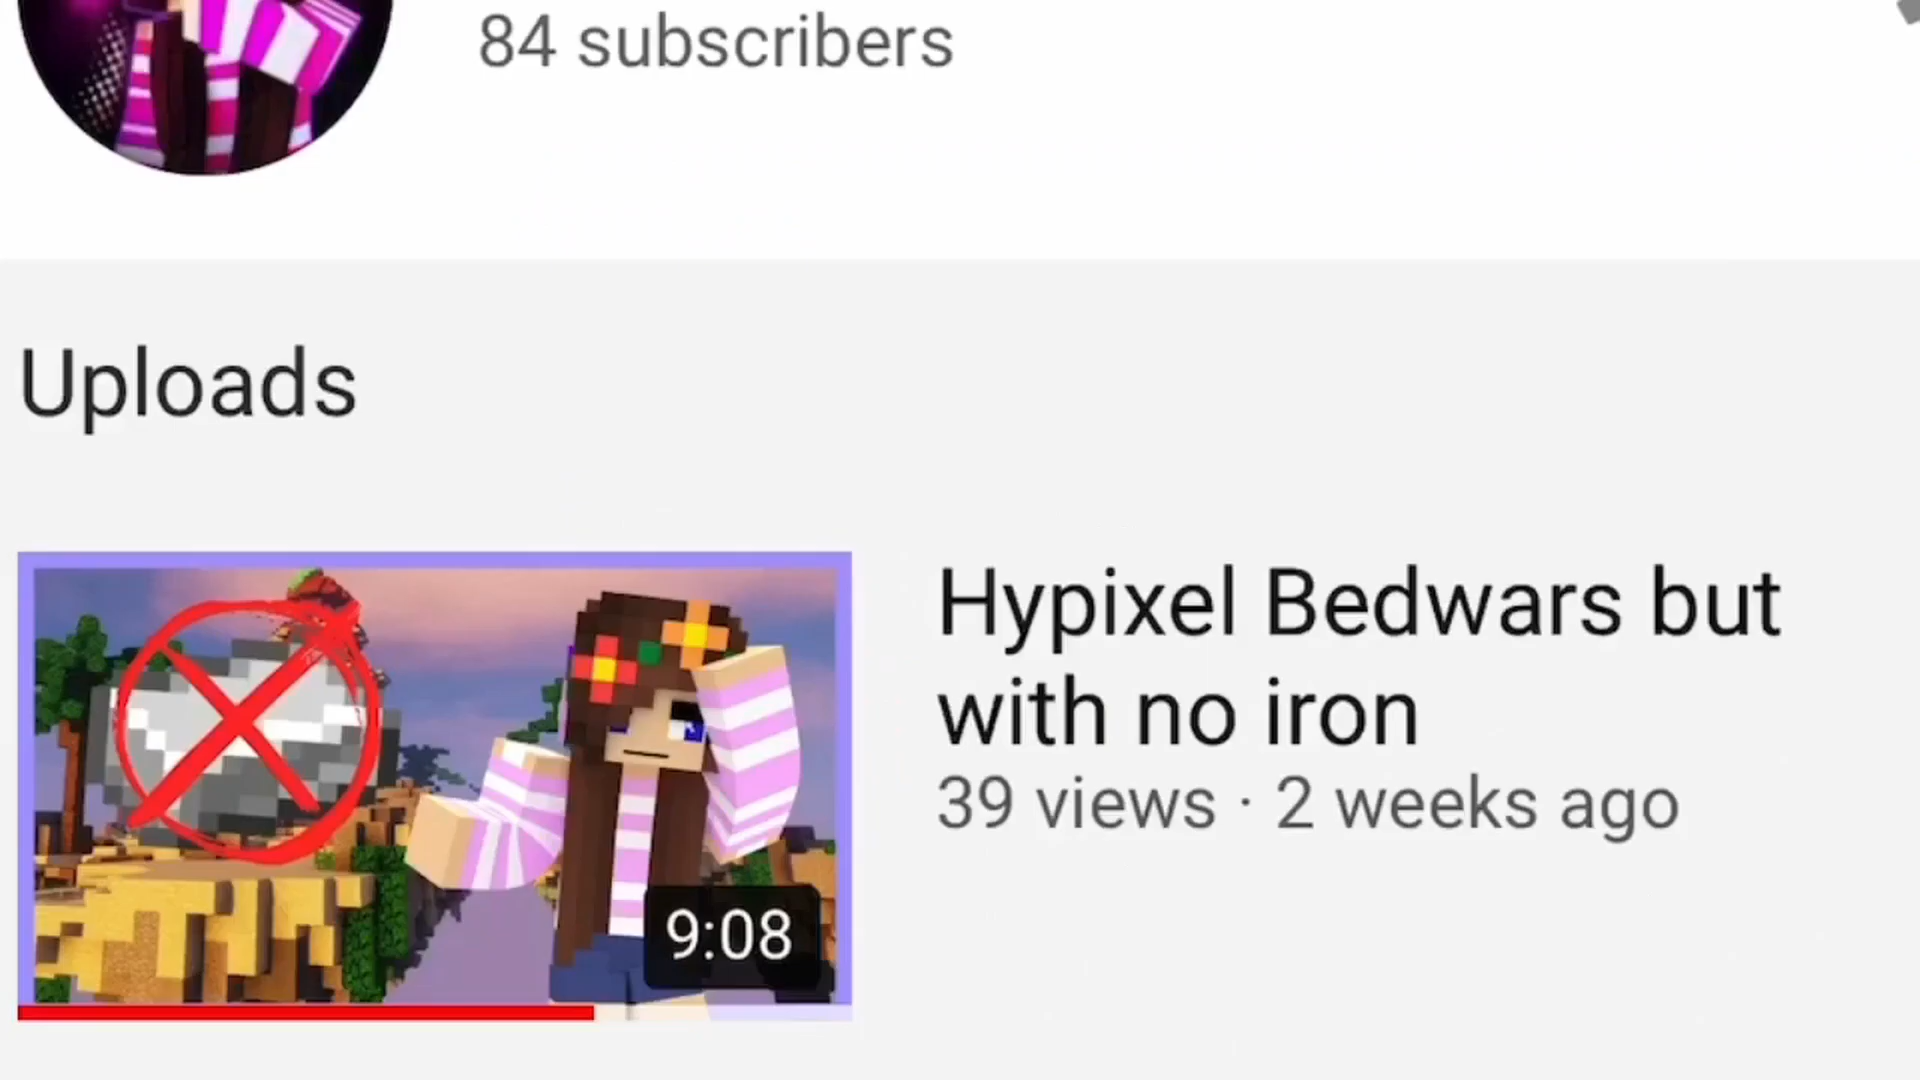 84 subscribers
Uploads
Hypixel Bedwars but
with no iron
39 views · 2 weeks ago
9:08